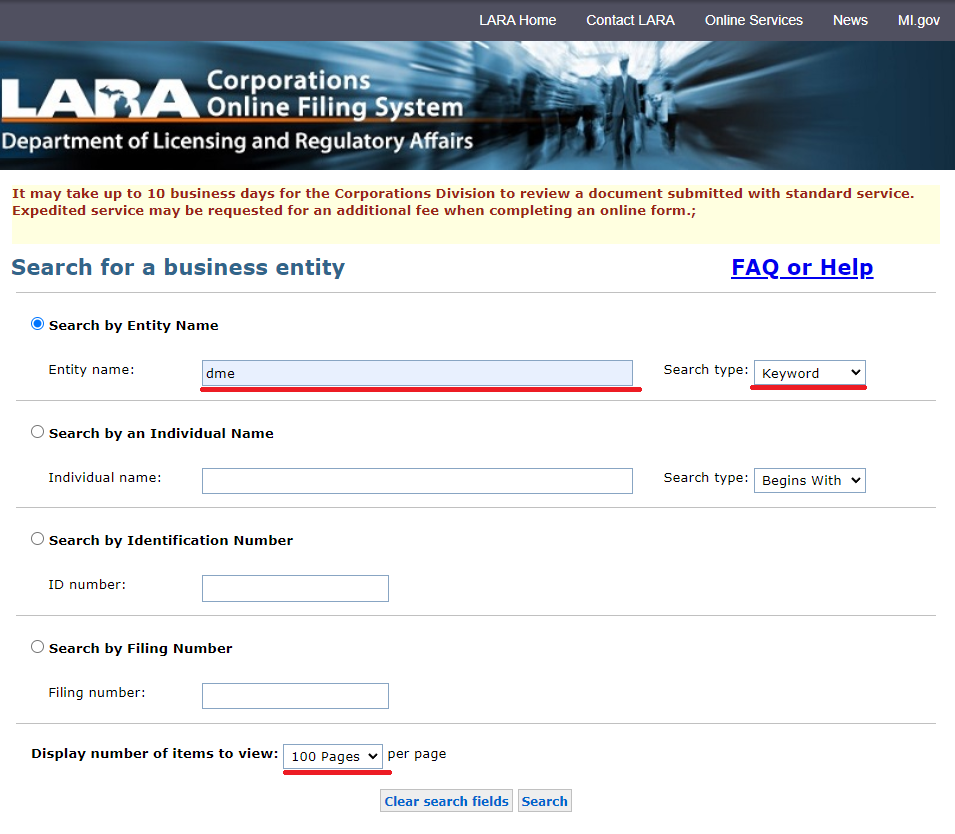 LARA Home Contact LARA Online Services News MI.gov
LARA Corporations
Online Filing System
Department of Licensing and Regulatory Affairs
It may take up to 10 business days for the Corporations Division to review a document submitted with standard service.
Expedited service may be requested for an additional fee when completing an online form.;
Search for a business entity FAQ or Help
Search by Entity Name
Entity name: dme Search type: Keyword
Search by an Individual Name
Individual name: Search type: Begins With
Search by Identification Number
ID number:
Search by Filing Number
Filing number:
Display number of items to view: 100 Pages per page
Clear search fields Search